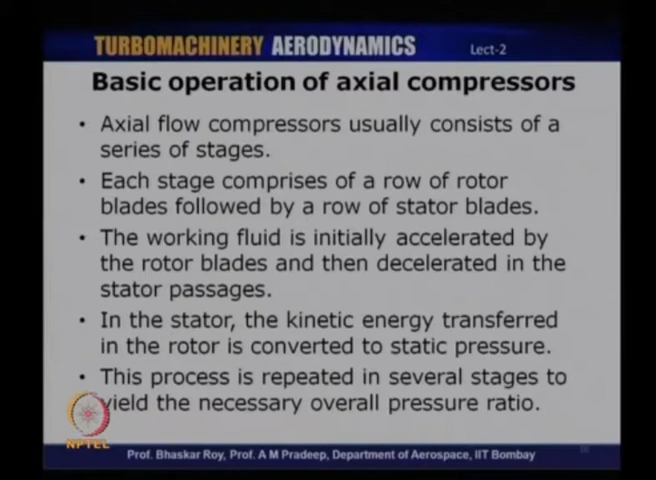 TURBOMACHINERY AERODYNAMICS Lect-2
Basic operation of axial compressors
• Axial flow compressors usually consists of a
series of stages.
• Each stage comprises of a row of rotor
blades followed by a row of stator blades.
• The working fluid is initially accelerated by
the rotor blades and then decelerated in the
stator passages.
• In the stator, the kinetic energy transferred
in the rotor is converted to static pressure.
• This process is repeated in several stages to
yield the necessary overall pressure ratio.
NPTEL
Prof. Bhaskar Roy, Prof. A M Pradeep, Department of Aerospace, IIT Bombay